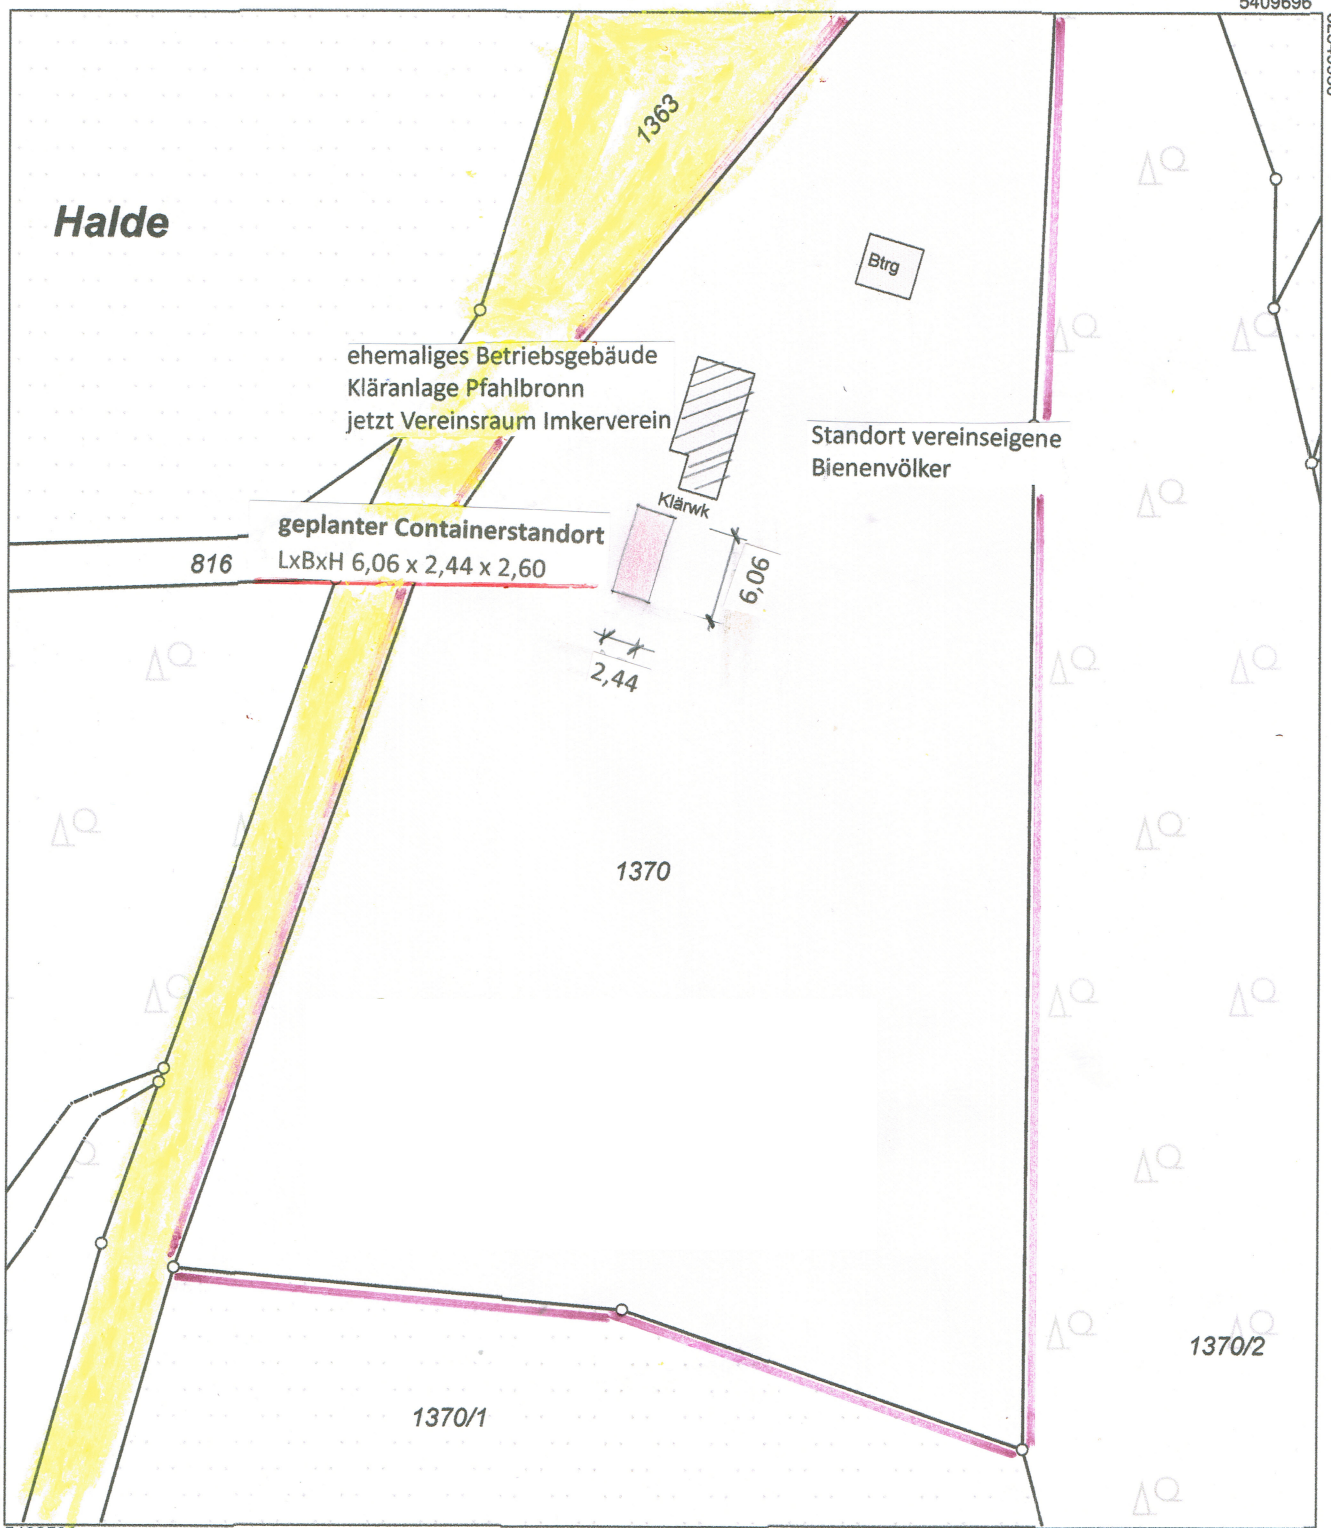 5409696
1363
Halde
Btrg
ehemaliges Betriebsgebäude
Kläranlage Pfahlbronn
jetzt Vereinsraum Imkerverein
Standort vereinseigene
Bienenvölker
Klärwk
geplanter Containerstandort
LxBxH 6,06 x 2,44 x 2,60
816
6,06
2,44
1370
1370/2
1370/1